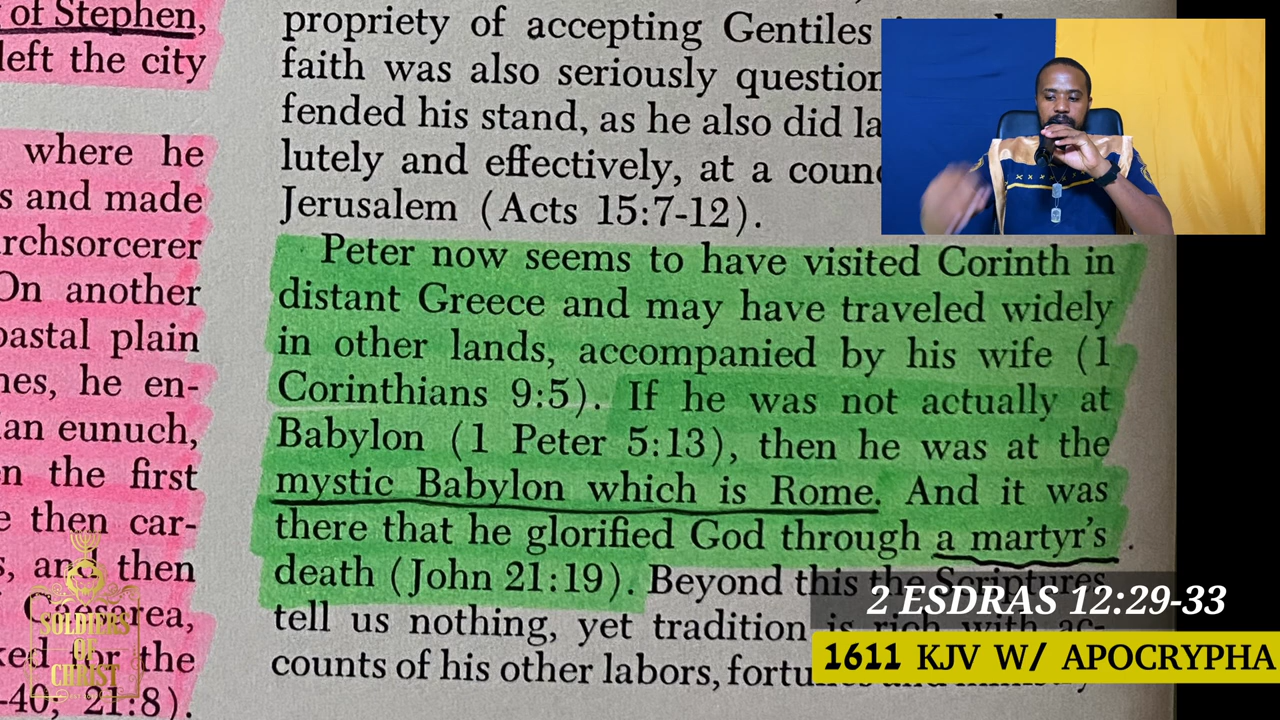 of Stephen,
left the city
where he
s and made
rchsorcerer
On another
oastal plain
nes, he en-
an eunuch,
n the first
e then car-
s, and then
Caesarea,
ked for the
-40; 21:8).
propriety of accepting Gentiles
faith was also seriously question
fended his stand, as he also did la
lutely and effectively, at a counc
Jerusalem (Acts 15:7-12).
Peter now seems to have visited Corinth in
distant Greece and may have traveled widely
in other lands, accompanied by his wife (1
Corinthians 9:5). If he was not actually at
Babylon (1 Peter 5:13), then he was at the
mystic Babylon which is Rome. And it was
there that he glorified God through a martyr's
death (John 21:19). Beyond this the Scriptures
tell us nothing, yet tradition is rich with ac-
counts of his other labors, fortunes and ministry
2 ESDRAS 12:29-33
1611 KJV W/ APOCRYPHA
SOLDIERS
OF
CHRIST